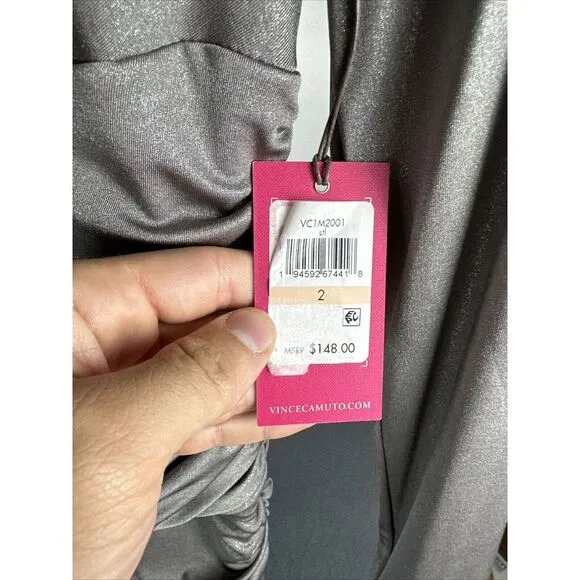 VC1M2001
stl
1 94592 67441 8
2
MSRP $148.00
VINCECAMUTO.COM